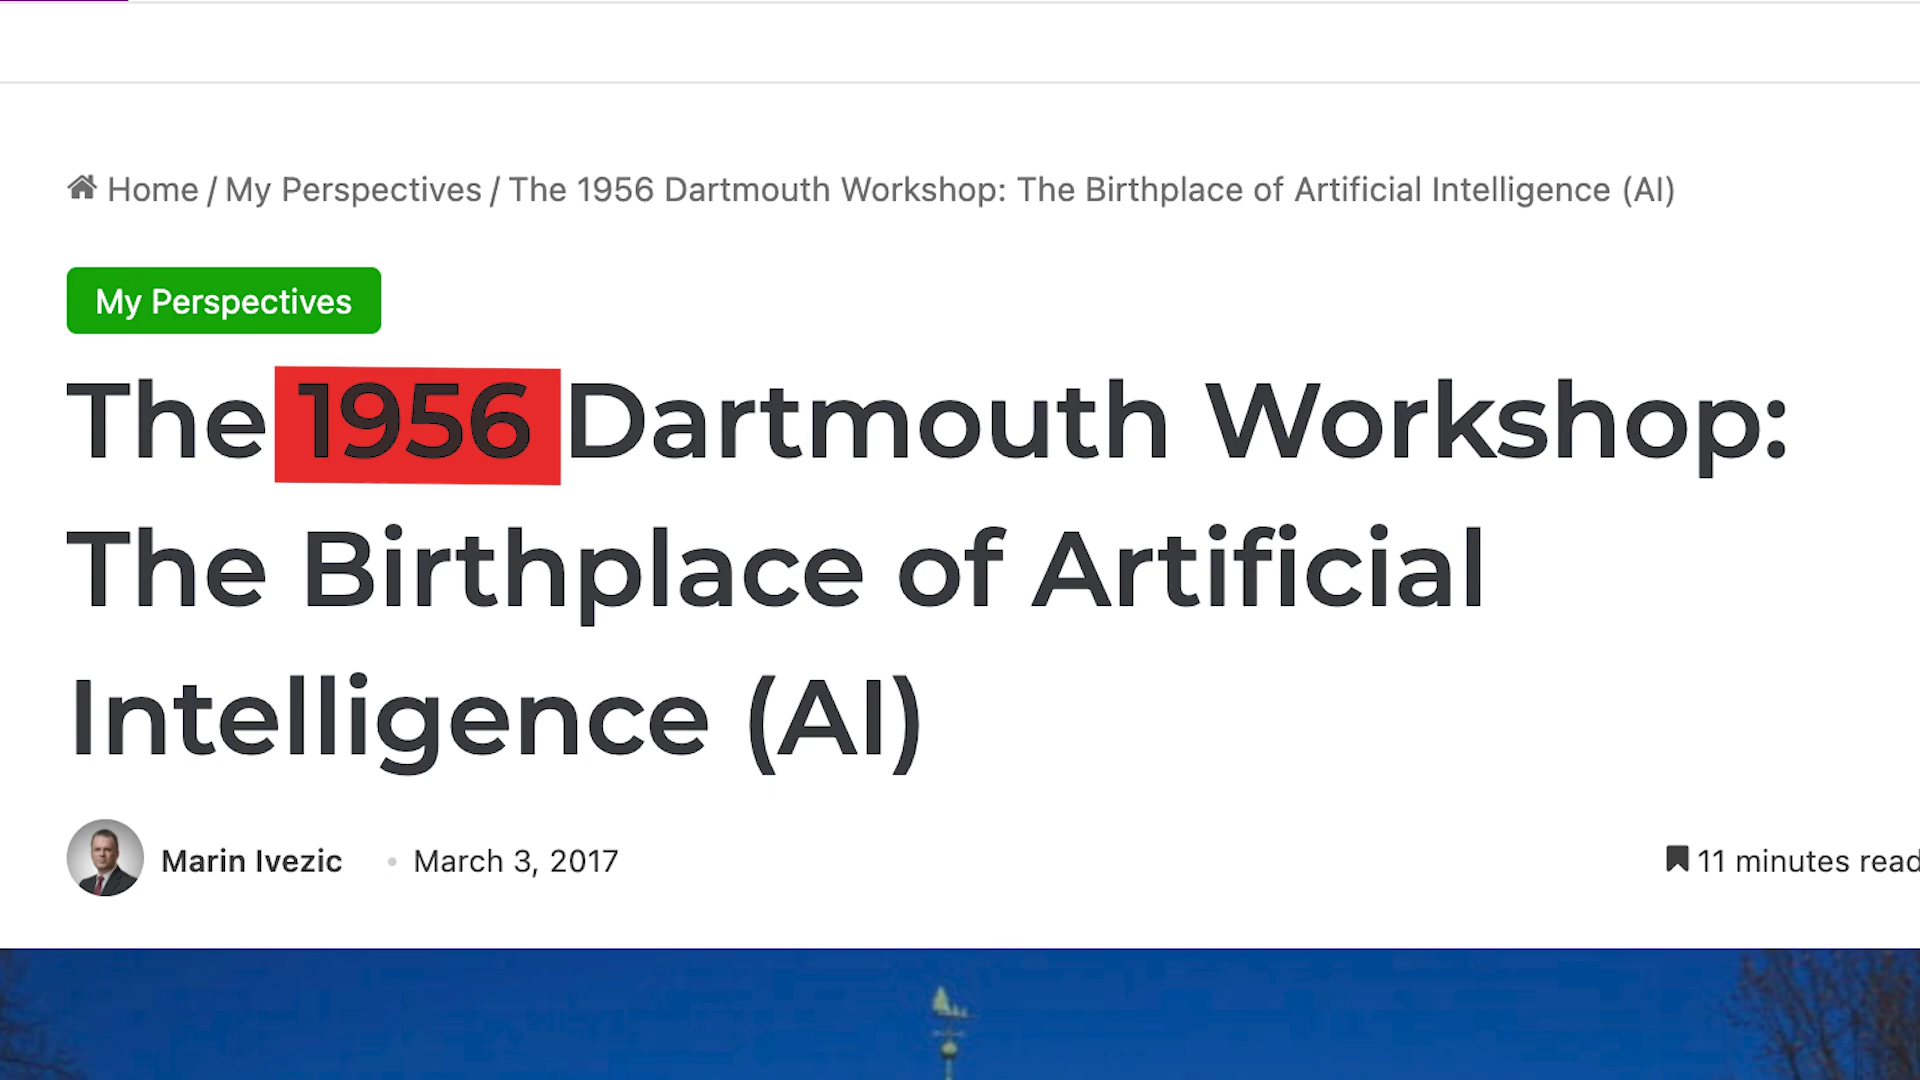 Home / My Perspectives / The 1956 Dartmouth Workshop: The Birthplace of Artificial Intelligence (AI)
My Perspectives
The 1956 Dartmouth Workshop:
The Birthplace of Artificial
Intelligence (AI)
Marin Ivezic • March 3, 2017 11 minutes read